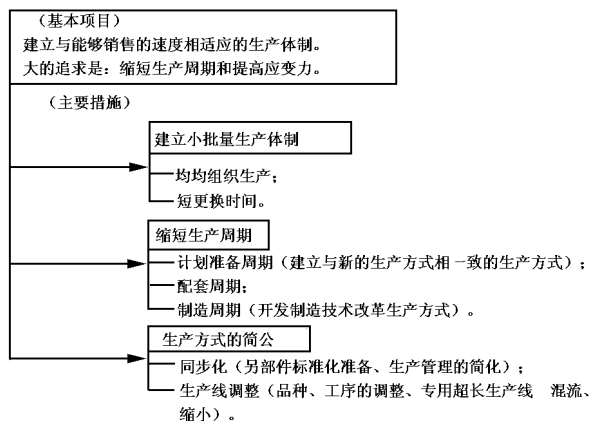 （基本项目）
建立与能够销售的速度相适应的生产体制。
大的追求是：缩短生产周期和提高应变力。
（主要措施）
建立小批量生产体制
均均组织生产；
短更换时间。
缩短生产周期
计划准备周期（建立与新的生产方式相一致的生产方式）；
配套周期；
制造周期（开发制造技术改革生产方式）。
生产方式的简公
同步化（另部件标准化准备、生产管理的简化）；
生产线调整（品种、工序的调整、专用超长生产线 混流、
缩小）。